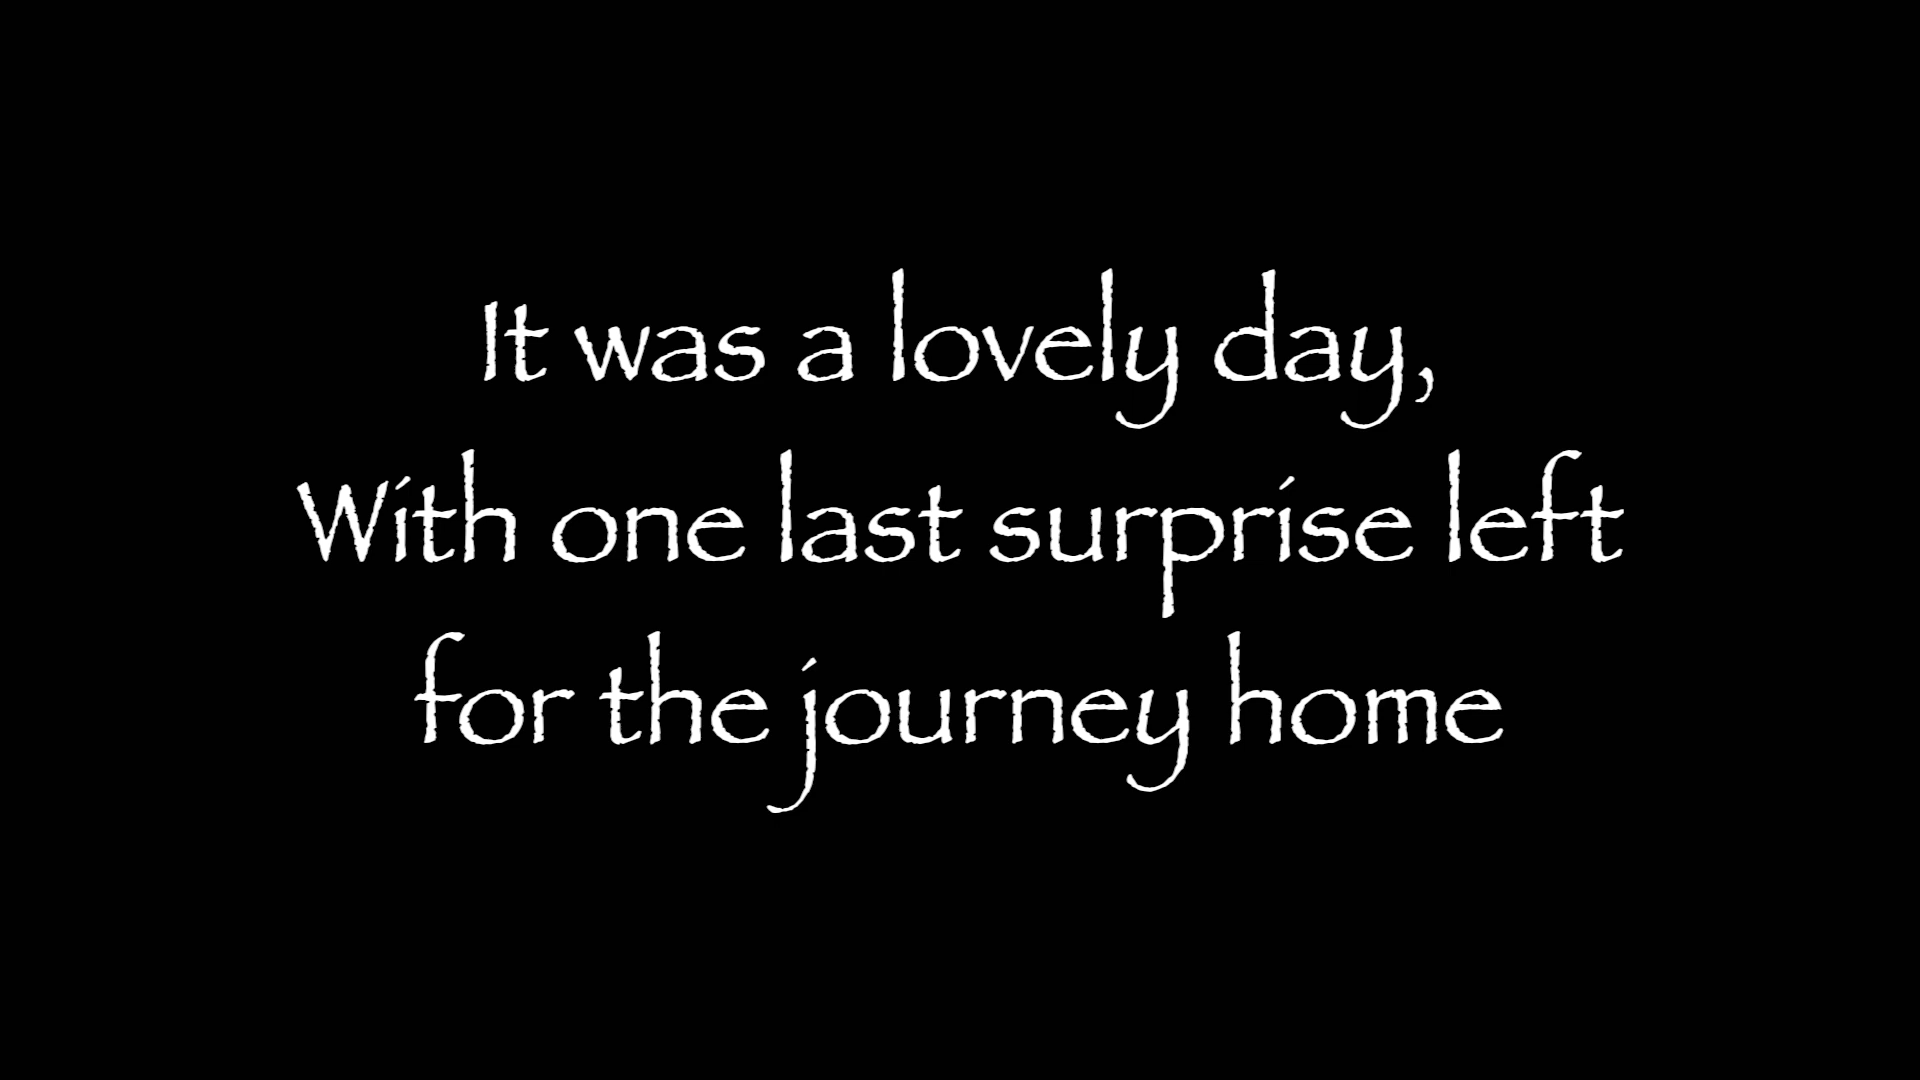 It was a lovely day,
With one last surprise left
for the journey home